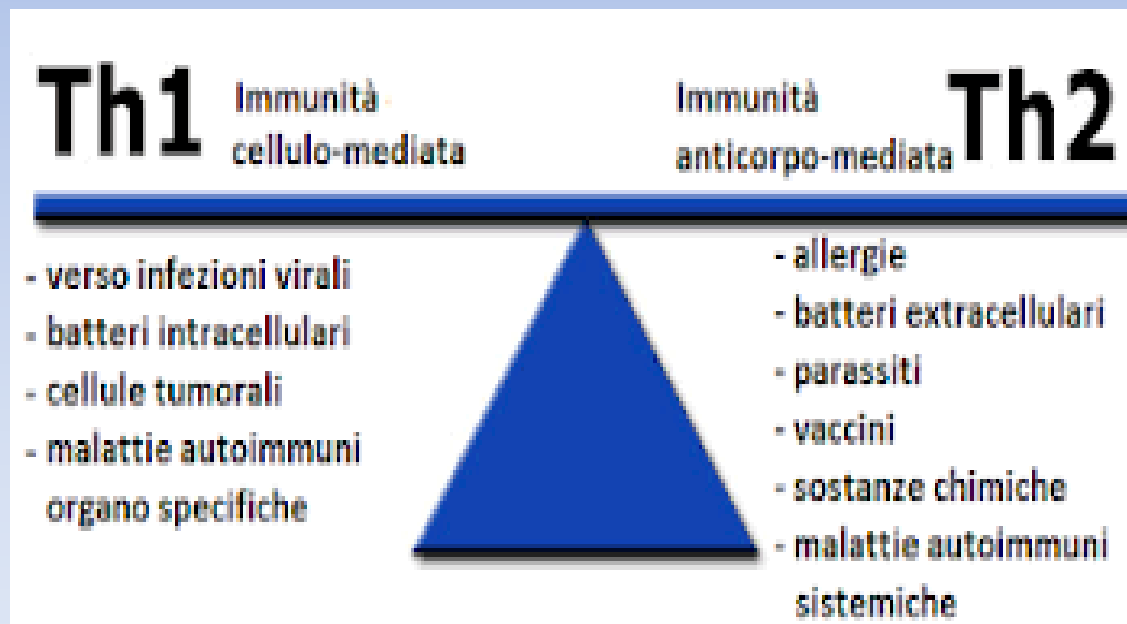 Th1
Immunità
cellulo-mediata
Immunità
anticorpo-mediata
Th2
- verso infezioni virali
- batteri intracellulari
- cellule tumorali
- malattie autoimmuni
organo specifiche
- allergie
- batteri extracellulari
- parassiti
- vaccini
- sostanze chimiche
- malattie autoimmuni
sistemiche